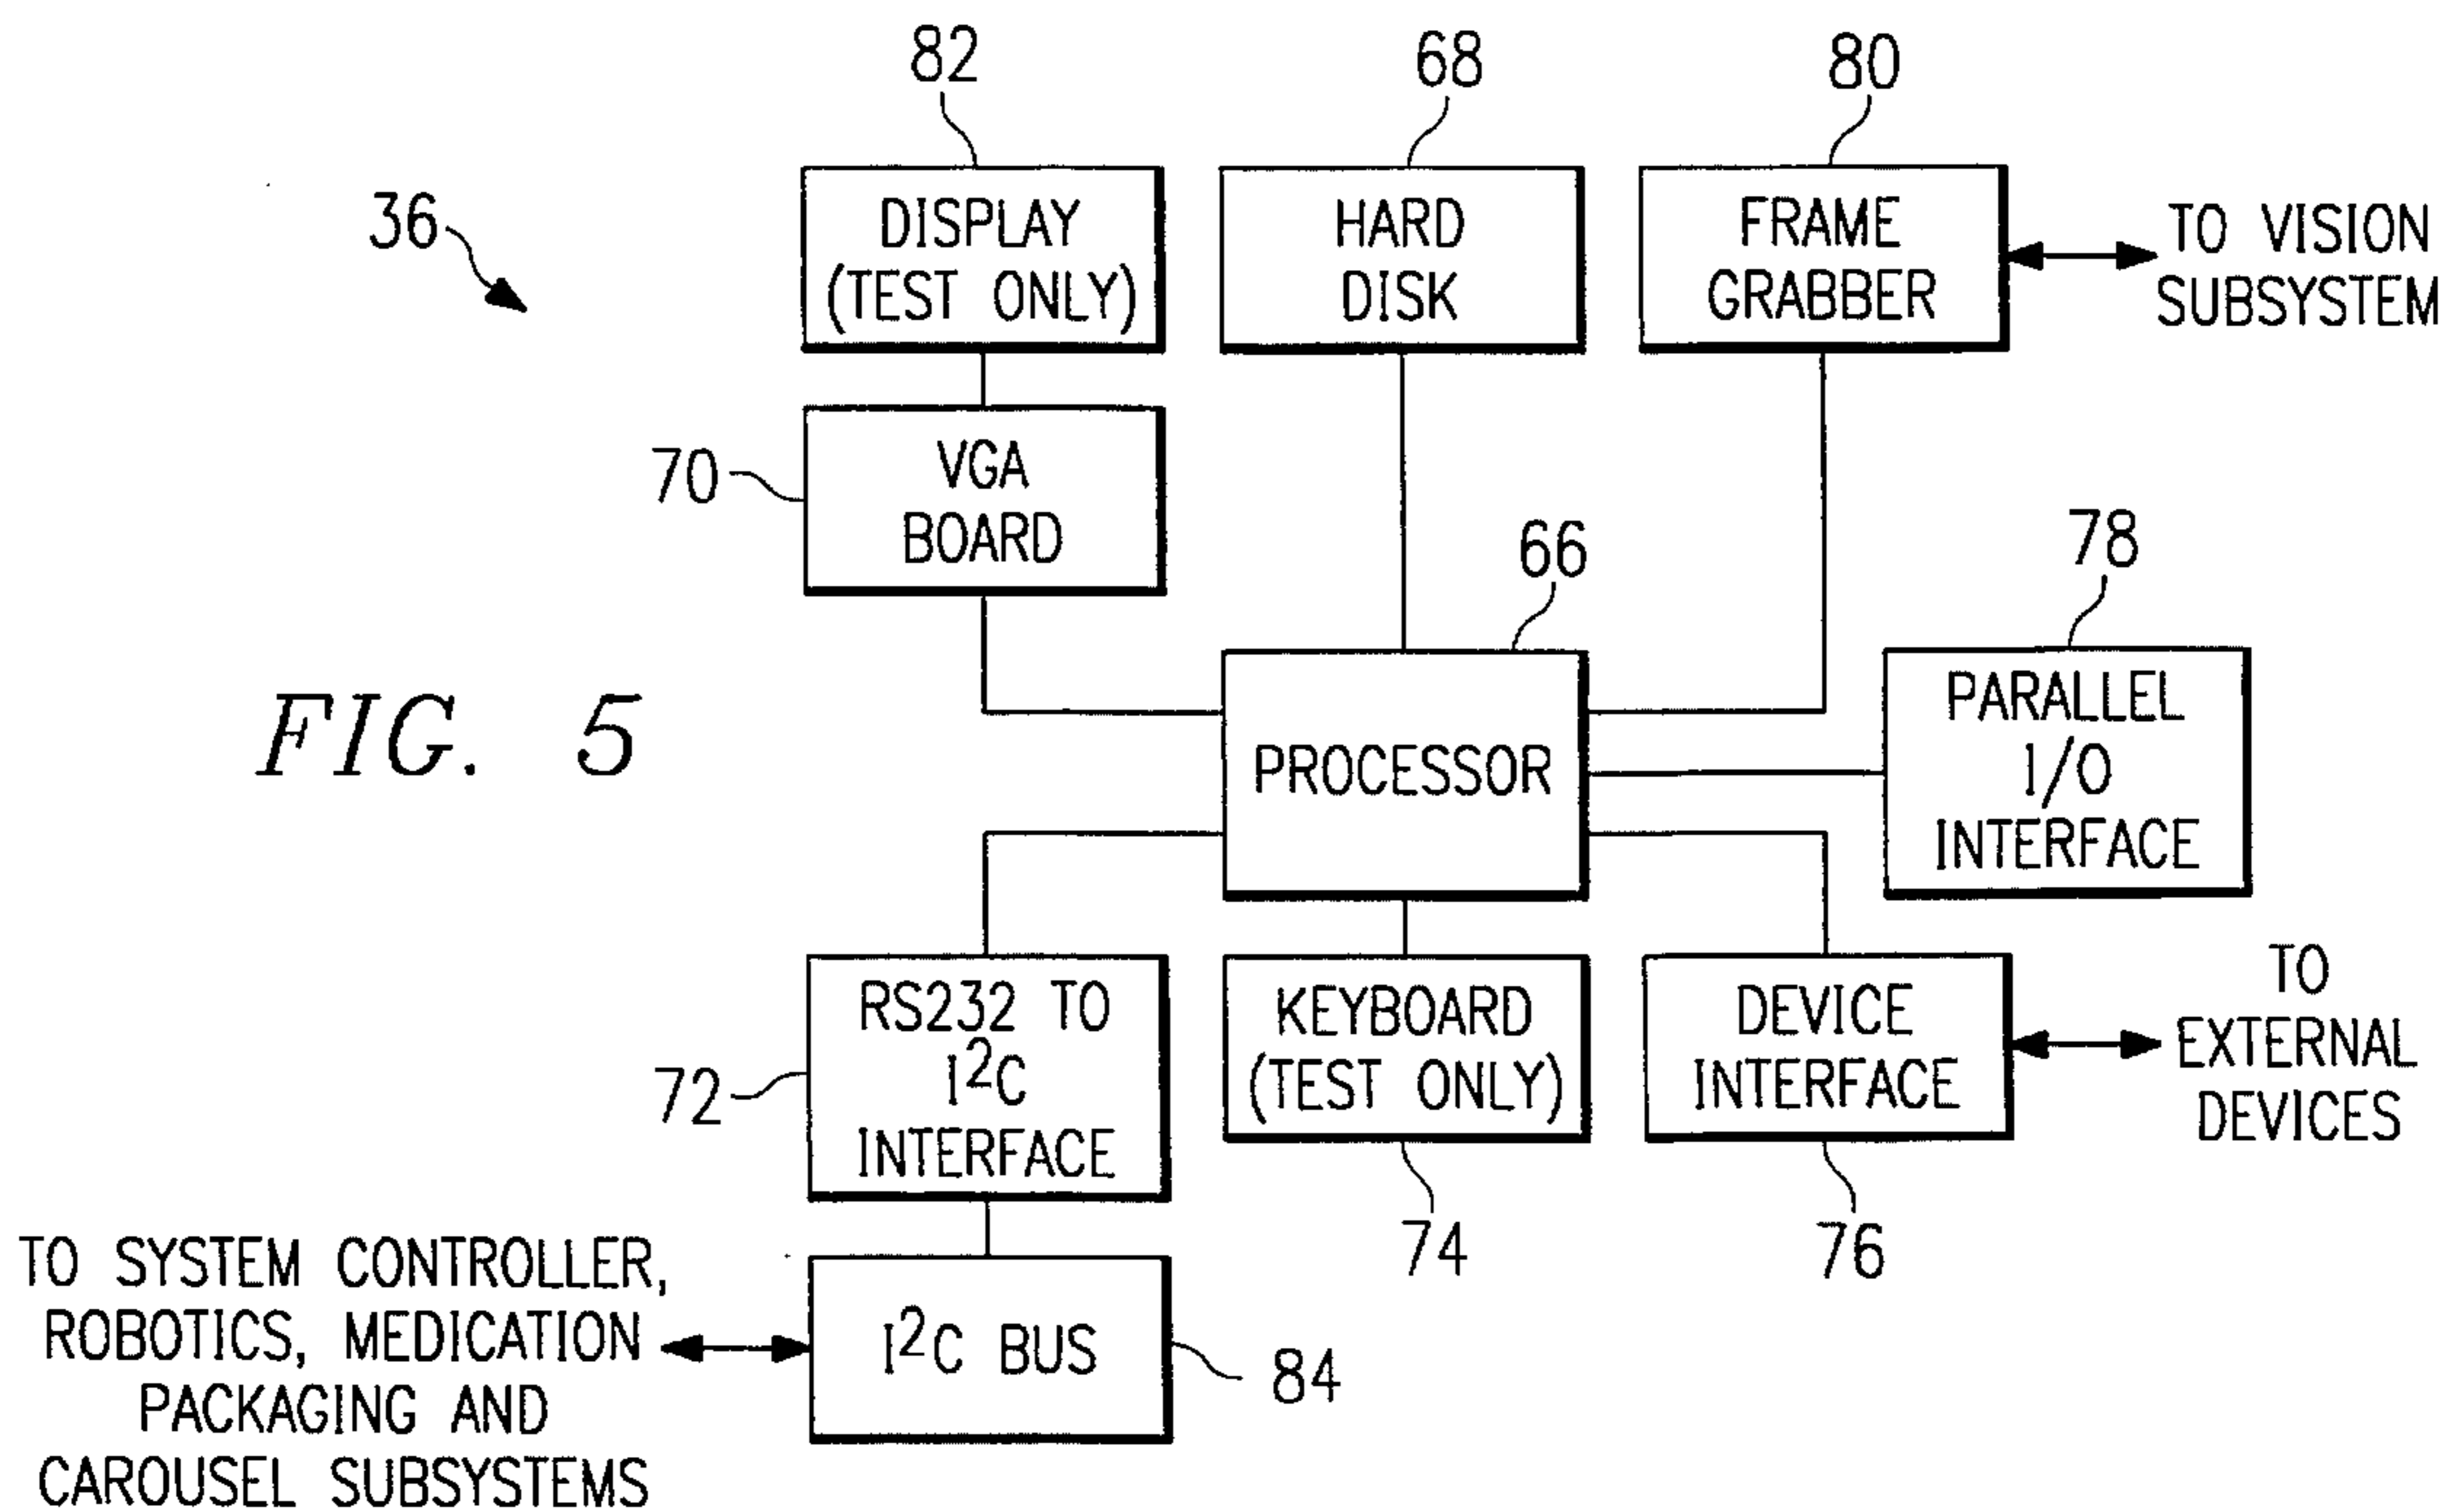 82
68
80
36
DISPLAY
(TEST ONLY)
HARD
DISK
FRAME
GRABBER
TO VISION
SUBSYSTEM
70
VGA
BOARD
66
78
FIG. 5
PROCESSOR
PARALLEL
I/O
INTERFACE
72
RS232 TO
I²C
INTERFACE
KEYBOARD
(TEST ONLY)
DEVICE
INTERFACE
TO
EXTERNAL
DEVICES
74
76
TO SYSTEM CONTROLLER,
ROBOTICS, MEDICATION
PACKAGING AND
CAROUSEL SUBSYSTEMS
I²C BUS
84